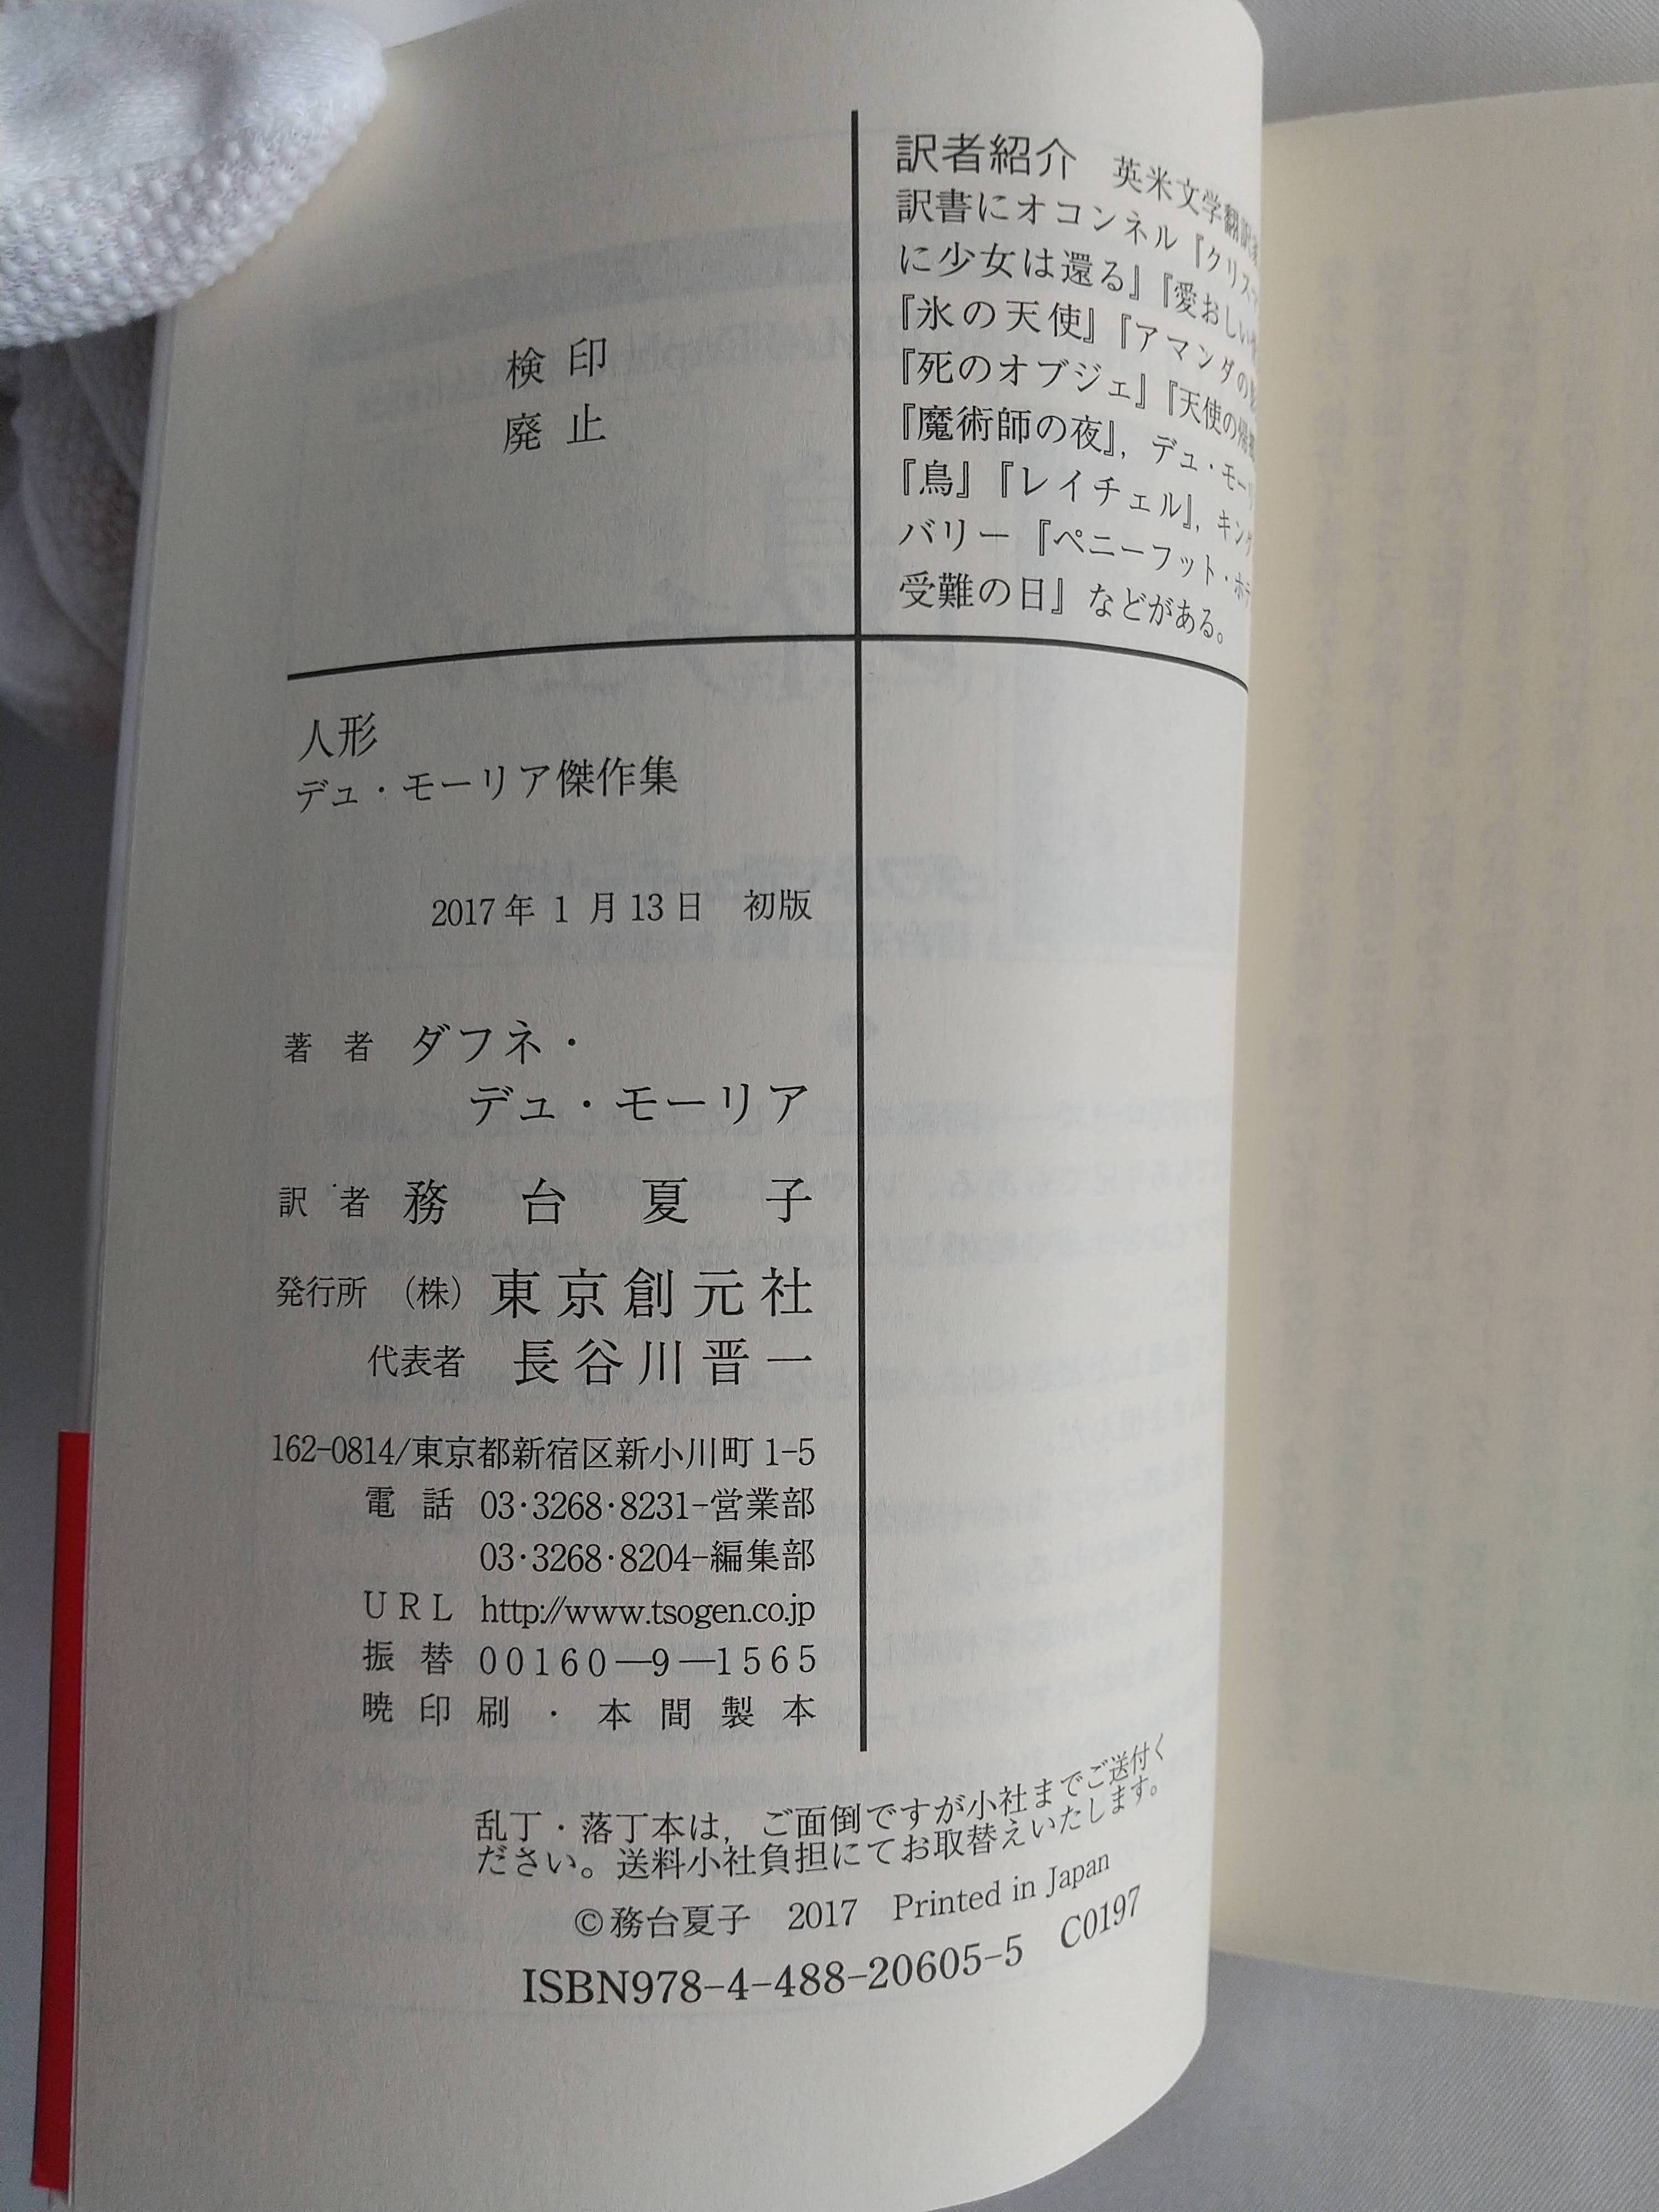 訳者紹介 英米文学翻訳家
訳書にオコンネル『クリス
に少女は還る』『愛おしい
『氷の天使』『アマンダの
『死のオブジェ』『天使の帰郷
『魔術師の夜』，デュ・モー
『鳥』『レイチェル』，キング
バリー『ペニーフット・ホテ
受難の日』などがある。
検印
廃止
人形
デュ・モーリア傑作集
2017年1月13日 初版
著者 ダフネ・
デュ・モーリア
訳者 務台夏子
発行所 （株）東京創元社
代表者 長谷川晋一
162-0814/東京都新宿区新小川町1-5
電話 03・3268・8231-営業部
03・3268・8204-編集部
URL http://www.tsogen.co.jp
振替 00160―9―1565
暁印刷・本間製本
乱丁・落丁本は，ご面倒ですが小社までご送付く
ださい。送料小社負担にてお取替えいたします。
©務台夏子 2017 Printed in Japan
ISBN978-4-488-20605-5 C0197